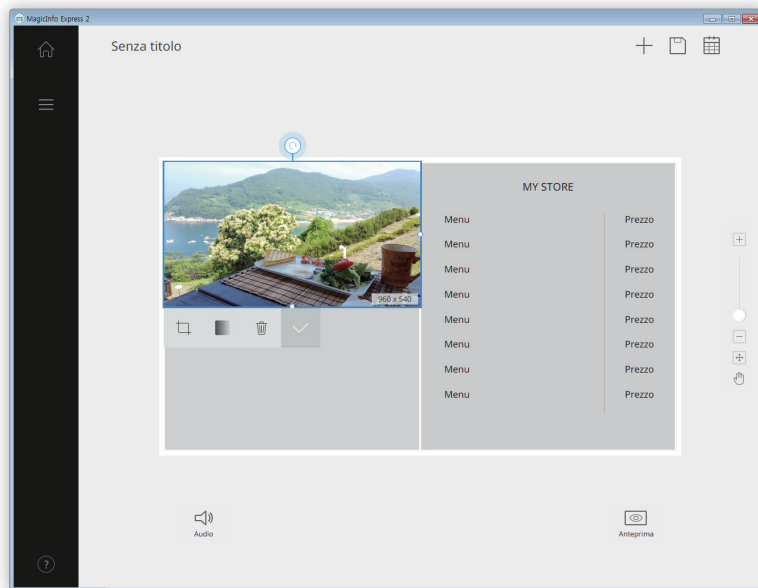 MagicInfo Express 2
Senza titolo
MY STORE
Menu Prezzo
Menu Prezzo
Menu Prezzo
Menu Prezzo
Menu Prezzo
Menu Prezzo
Menu Prezzo
Menu Prezzo
960 x 540
Audio
Anteprima
?